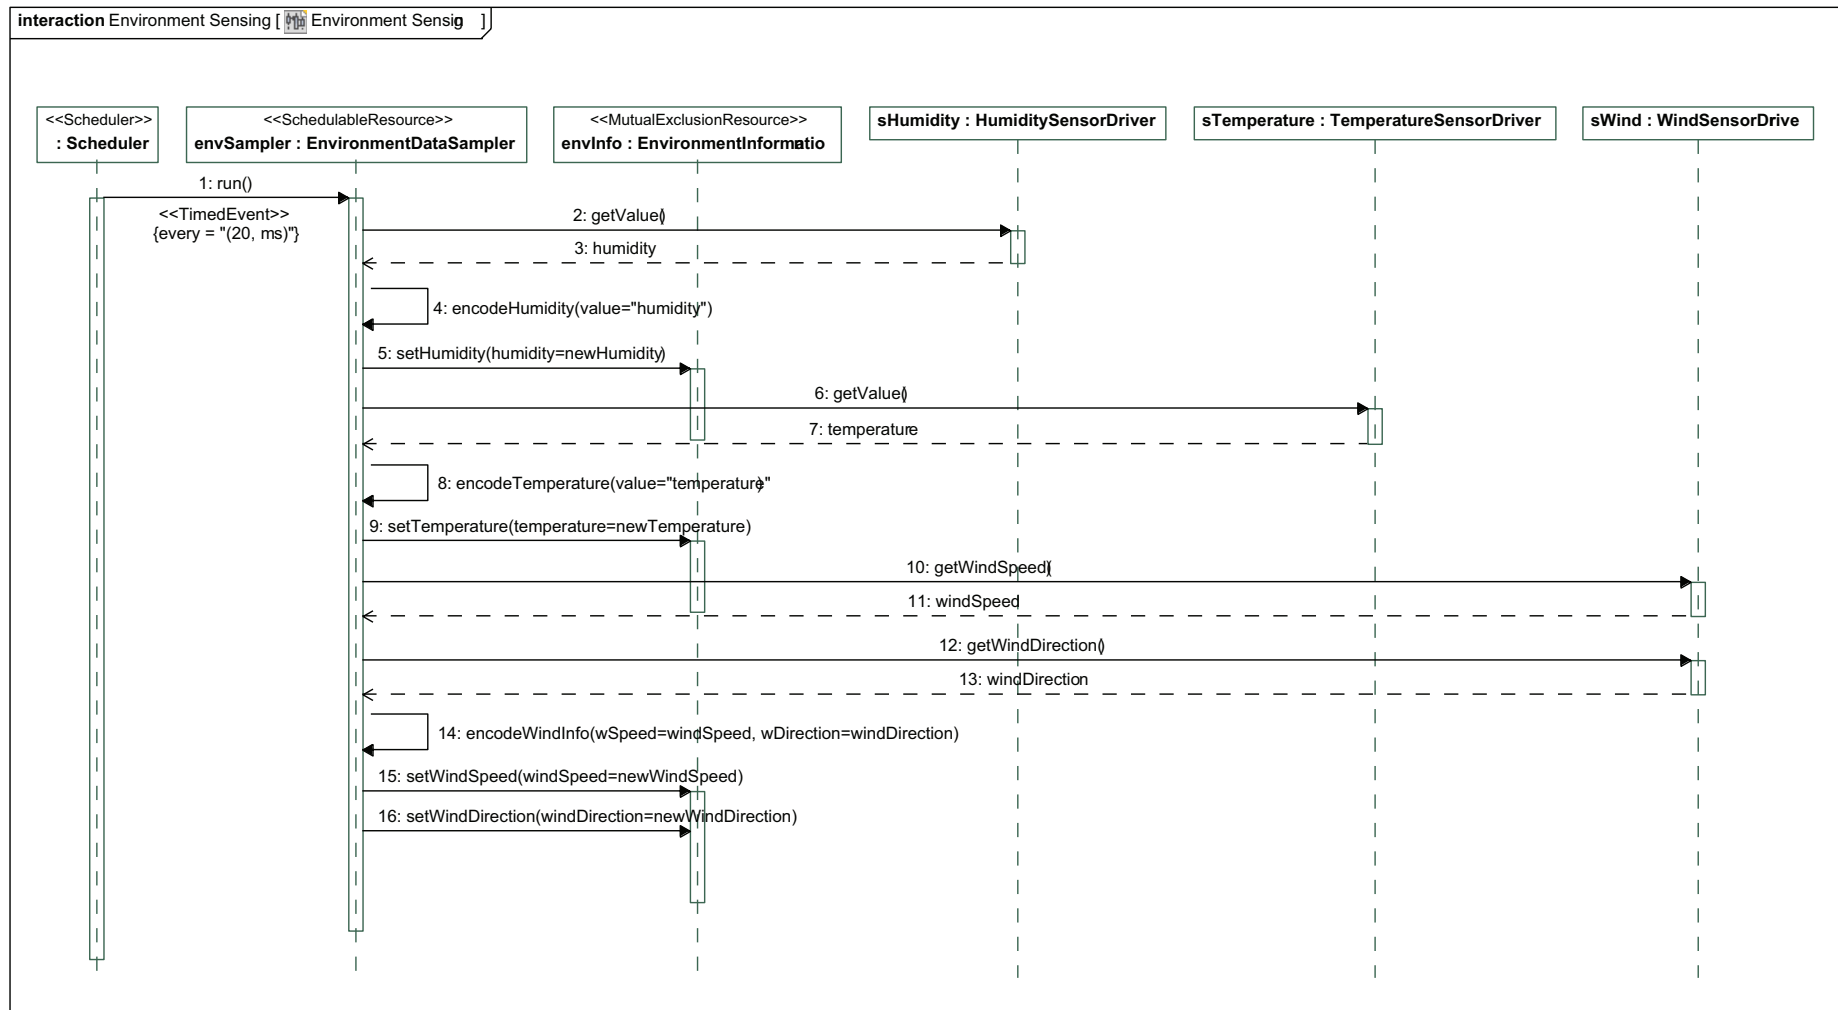 interaction Environment Sensing [ Environment Sensing ]
<<Scheduler>>
: Scheduler
<<SchedulableResource>>
envSampler : EnvironmentDataSampler
<<MutualExclusionResource>>
envInfo : EnvironmentInformatio
sHumidity : HumiditySensorDriver
sTemperature : TemperatureSensorDriver
sWind : WindSensorDrive
1: run()
<<TimedEvent>>
{every = "(20, ms)"}
2: getValue()
3: humidity
4: encodeHumidity(value="humidity")
5: setHumidity(humidity=newHumidity)
6: getValue()
7: temperature
8: encodeTemperature(value="temperature)"
9: setTemperature(temperature=newTemperature)
10: getWindSpeed()
11: windSpeed
12: getWindDirection()
13: windDirection
14: encodeWindInfo(wSpeed=windSpeed, wDirection=windDirection)
15: setWindSpeed(windSpeed=newWindSpeed)
16: setWindDirection(windDirection=newWindDirection)